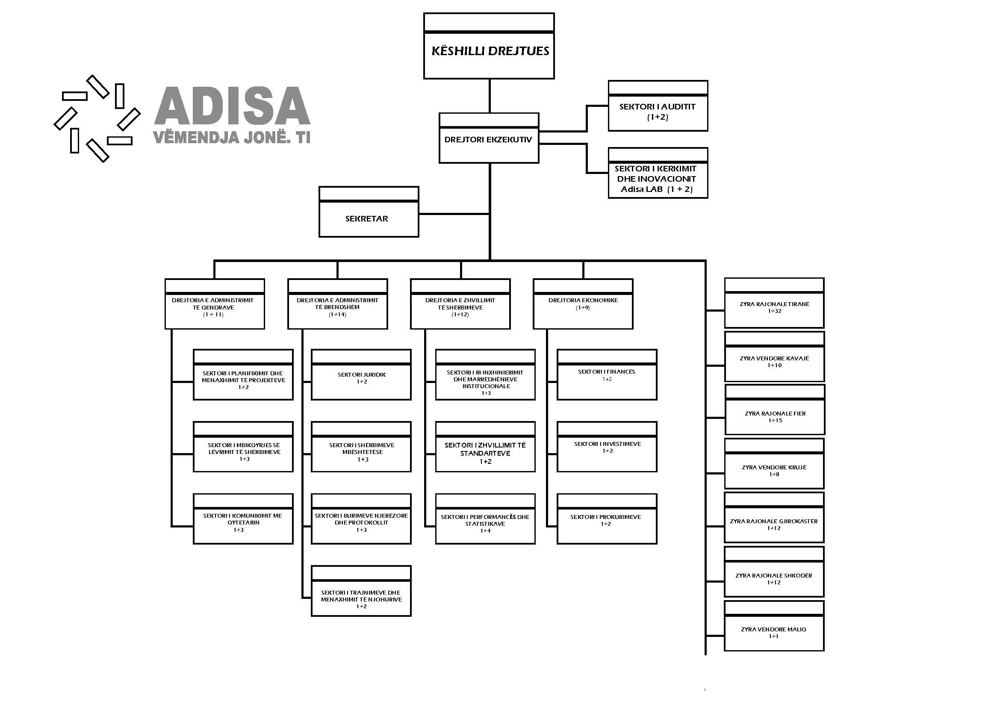 KËSHILLI DREJTUES
ADISA
VËMENDJA JONË. TI
SEKTORI I AUDITIT
(1+2)
DREJTORI EKZEKUTIV
SEKTORI I KERKIMIT
DHE INOVACIONIT
Adisa LAB (1 + 2)
SEKRETAR
DREJTORIA E ADMINISTRIMIT
TË QENDRAVE
(1 + 11)
DREJTORIA E ADMINISTRIMIT
TË BRENDSHËM
(1+14)
DREJTORIA E ZHVILLIMIT
TË SHËRBIMEVE
(1+12)
DREJTORIA EKONOMIKE
(1+9)
SEKTORI I PLANIFIKIMIT DHE
MENAXHIMIT TË PROJEKTEVE
1+2
SEKTORI I MBIKQYRJES SË
LËVRIMIT TË SHËRBIMEVE
1+3
SEKTORI I KOMUNIKIMIT ME
QYTETARIN
1+3
SEKTORI JURIDIK
1+2
SEKTORI I SHËRBIMEVE
MBËSHTETËSE
1+3
SEKTORI I BURIMEVE NJERËZORE
DHE PROTOKOLLIT
1+3
SEKTORI I TRAJNIMEVE DHE
MENAXHIMIT TË NJOHURIVE
1+2
SEKTORI I RI-INXHINIERIMIT
DHE MARRËDHËNIEVE
INSTITUCIONALE
1+3
SEKTORI I ZHVILLIMIT TË
STANDARTEVE
1+2
SEKTORI I PERFORMANCËS DHE
STATISTIKAVE
1+4
SEKTORI I FINANCËS
1+2
SEKTORI I INVESTIMEVE
1+2
SEKTORI I PROKURIMEVE
1+2
ZYRA RAJONALE TIRANË
1+32
ZYRA VENDORE KAVAJË
1+10
ZYRA RAJONALE FIER
1+15
ZYRA VENDORE KRUJË
1+8
ZYRA RAJONALE GJIROKASTËR
1+12
ZYRA RAJONALE SHKODËR
1+12
ZYRA VENDORE MALIQ
1+1